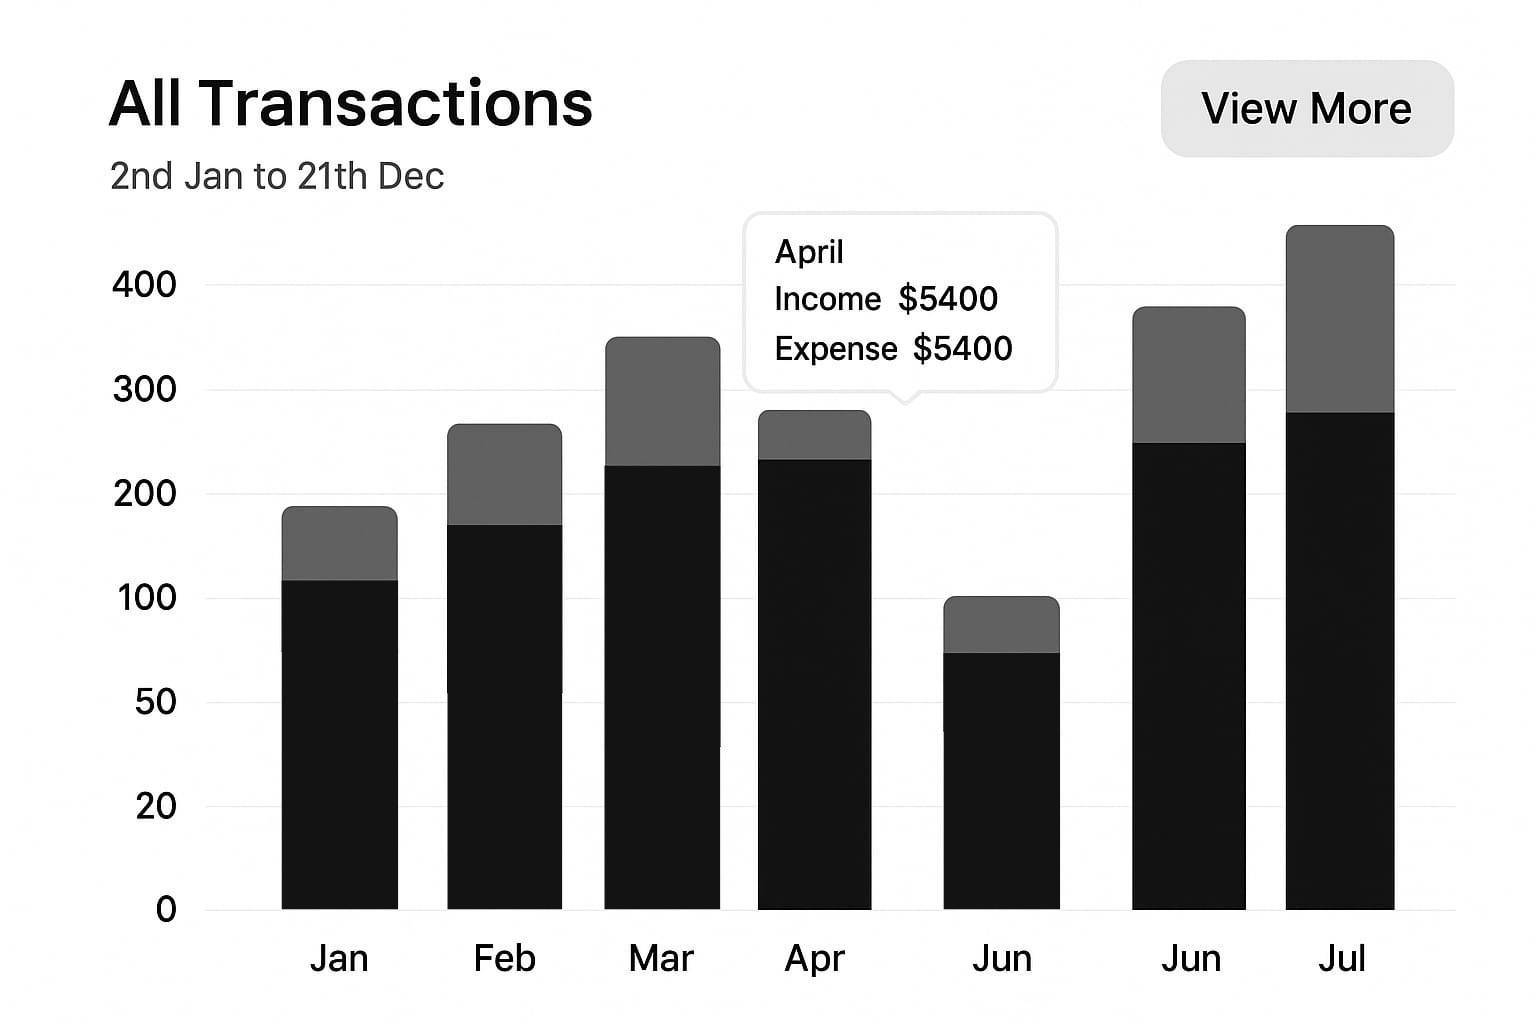 All Transactions
View More
2nd Jan to 21th Dec
April
Income $5400
Expense $5400
400
300
200
100
50
20
0
Jan Feb Mar Apr Jun Jun Jul